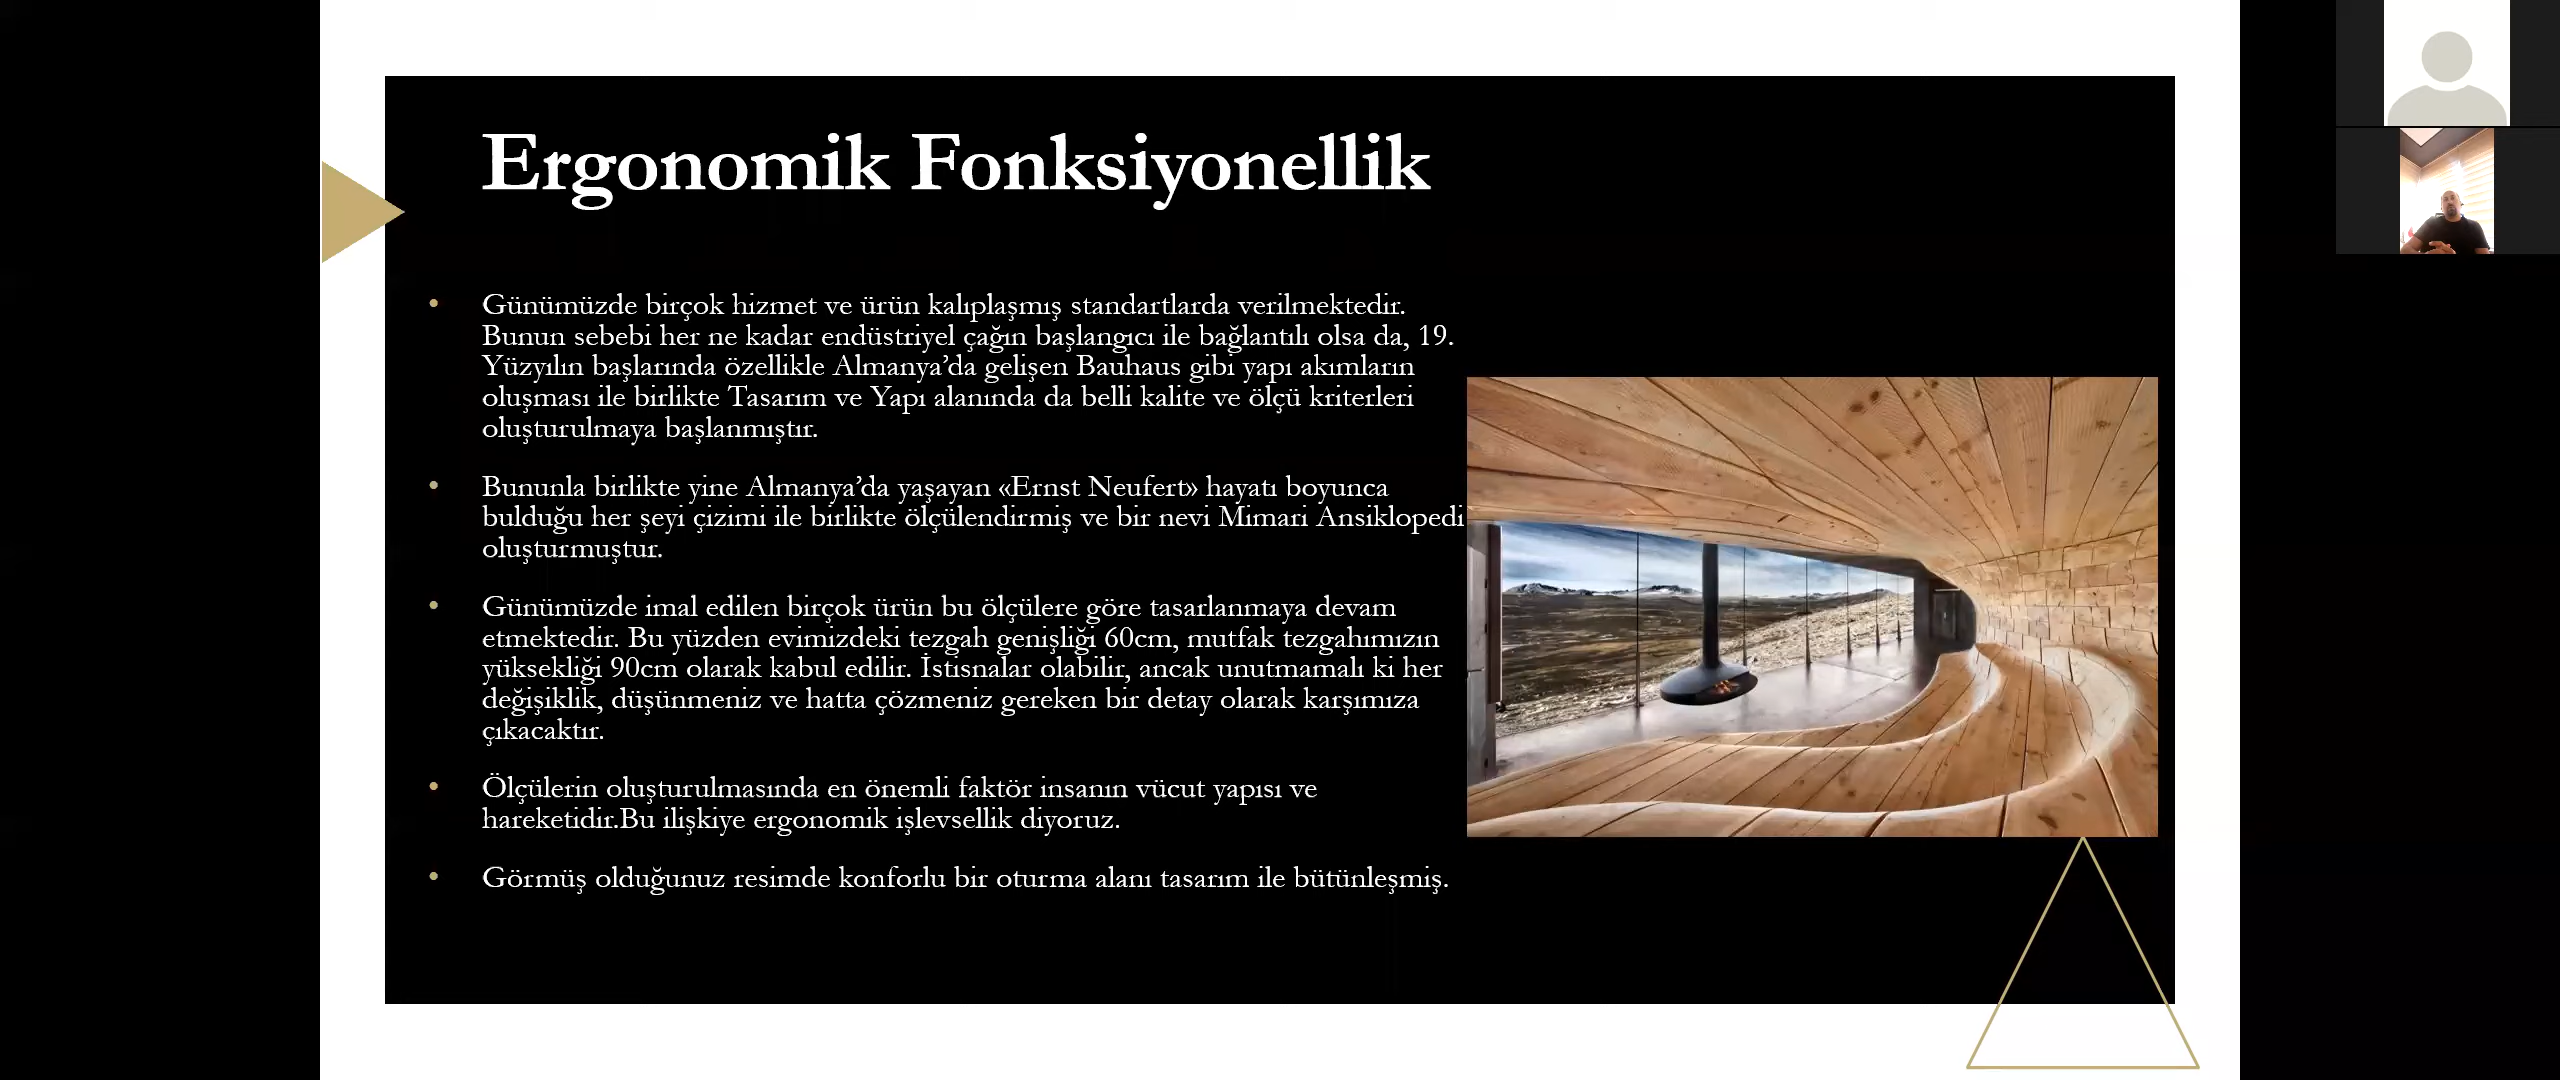 Ergonomik Fonksiyonellik
• Günümüzde birçok hizmet ve ürün kalıplaşmış standartlarda verilmektedir.
Bunun sebebi her ne kadar endüstriyel çağın başlangıcı ile bağlantılı olsa da, 19.
Yüzyılın başlarında özellikle Almanya’da gelişen Bauhaus gibi yapı akımların
oluşması ile birlikte Tasarım ve Yapı alanında da belli kalite ve ölçü kriterleri
oluşturulmaya başlanmıştır.
• Bununla birlikte yine Almanya’da yaşayan «Ernst Neufert» hayatı boyunca
bulduğu her şeyi çizimi ile birlikte ölçülendirmiş ve bir nevi Mimari Ansiklopedi
oluşturmuştur.
• Günümüzde imal edilen birçok ürün bu ölçülere göre tasarlanmaya devam
etmektedir. Bu yüzden evimizdeki tezgah genişliği 60cm, mutfak tezgahımızın
yüksekliği 90cm olarak kabul edilir. İstisnalar olabilir, ancak unutmamalı ki her
değişiklik, düşünmeniz ve hatta çözmeniz gereken bir detay olarak karşımıza
çıkacaktır.
• Ölçülerin oluşturulmasında en önemli faktör insanın vücut yapısı ve
hareketidir.Bu ilişkiye ergonomik işlevsellik diyoruz.
• Görmüş olduğunuz resimde konforlu bir oturma alanı tasarım ile bütünleşmiş.